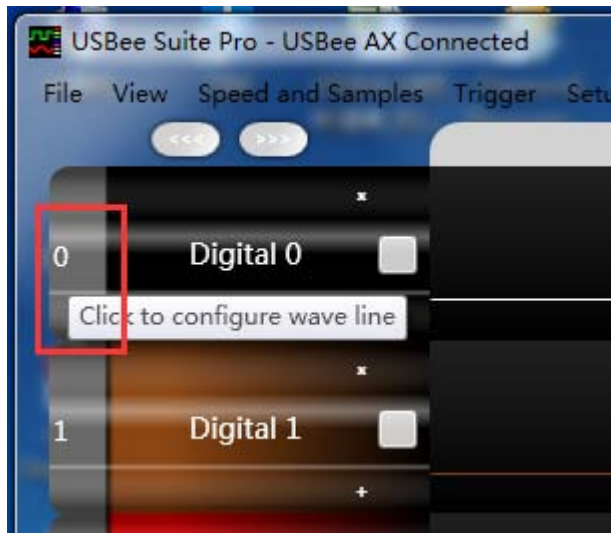 USBee Suite Pro - USBee AX Connected
File View Speed and Samples Trigger Setu
<<< >>>
x
0 Digital 0
Click to configure wave line
x
1 Digital 1
+